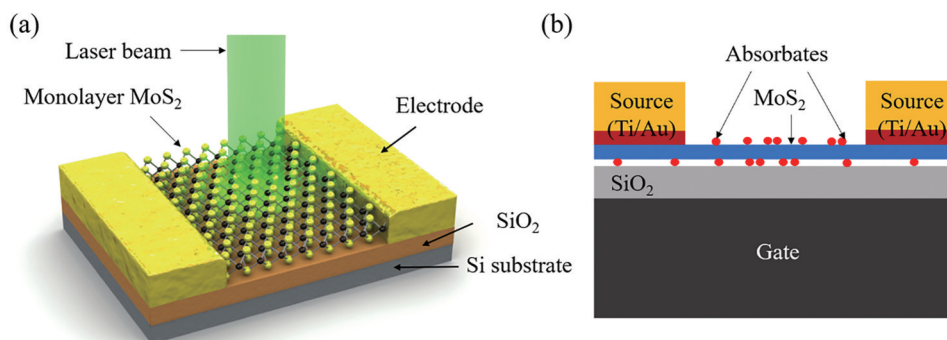 (a)
Laser beam
Monolayer MoS₂
Electrode
SiO₂
Si substrate
(b)
Absorbates
Source
(Ti/Au)
MoS₂
Source
(Ti/Au)
SiO₂
Gate